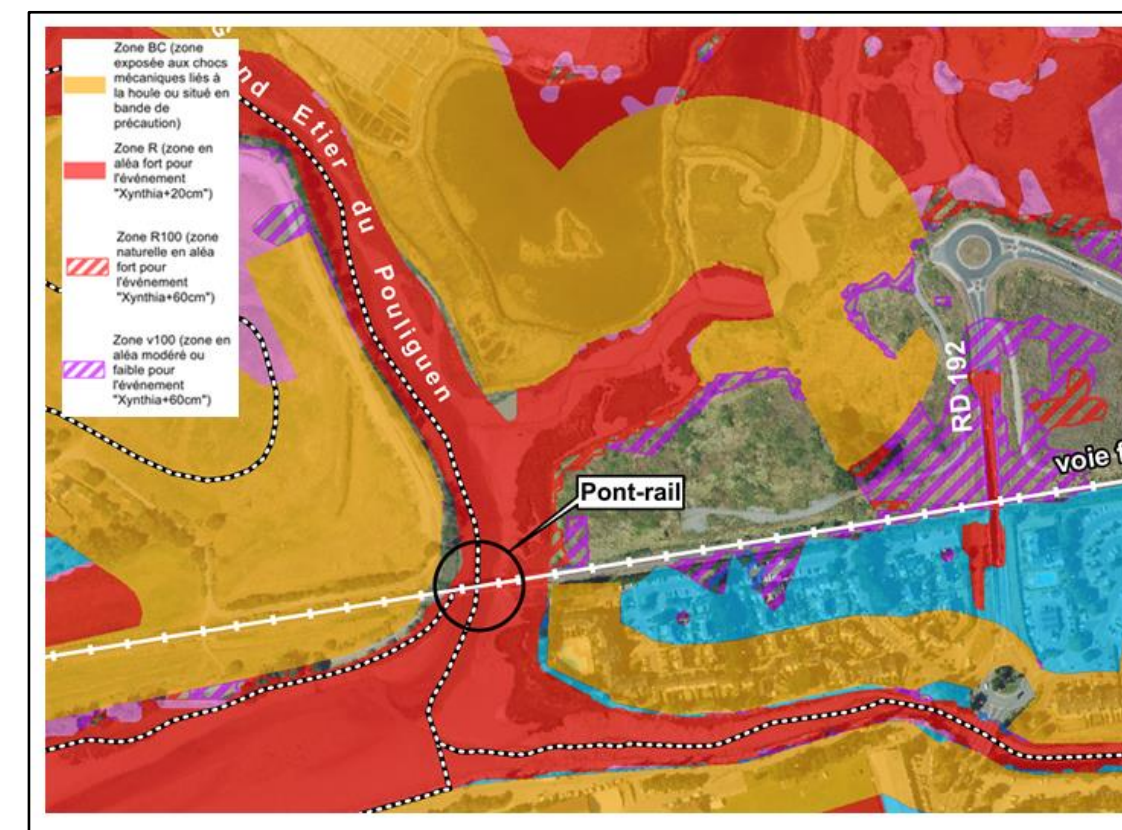 Zone BC (zone
exposée aux chocs
mécaniques liés à
la houle ou situé en
bande de
précaution)
Zone R (zone en
aléa fort pour
l'événement
"Xynthia+20cm")
Zone R100 (zone
naturelle en aléa
fort pour
l'événement
"Xynthia+60cm")
Zone v100 (zone en
aléa modéré ou
faible pour
l'événement
"Xynthia+60cm")
Etier du Pouliguen
Pont-rail
RD 192
voie f